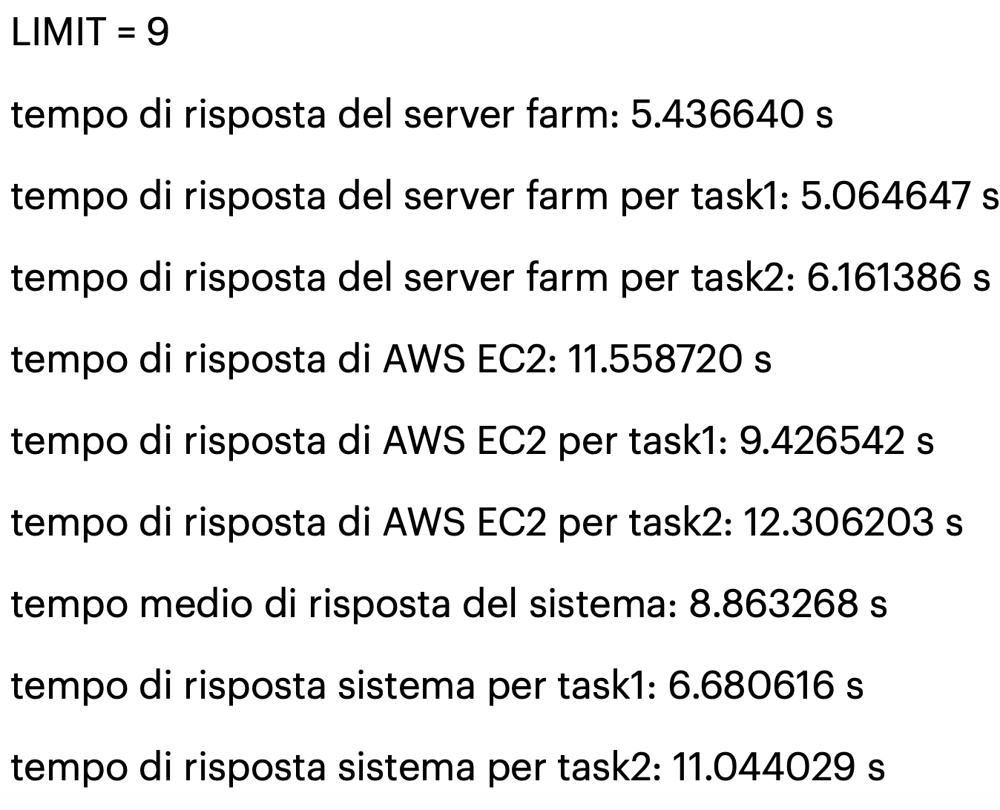 LIMIT = 9
tempo di risposta del server farm: 5.436640 s
tempo di risposta del server farm per task1: 5.064647 s
tempo di risposta del server farm per task2: 6.161386 s
tempo di risposta di AWS EC2: 11.558720 s
tempo di risposta di AWS EC2 per task1: 9.426542 s
tempo di risposta di AWS EC2 per task2: 12.306203 s
tempo medio di risposta del sistema: 8.863268 s
tempo di risposta sistema per task1: 6.680616 s
tempo di risposta sistema per task2: 11.044029 s